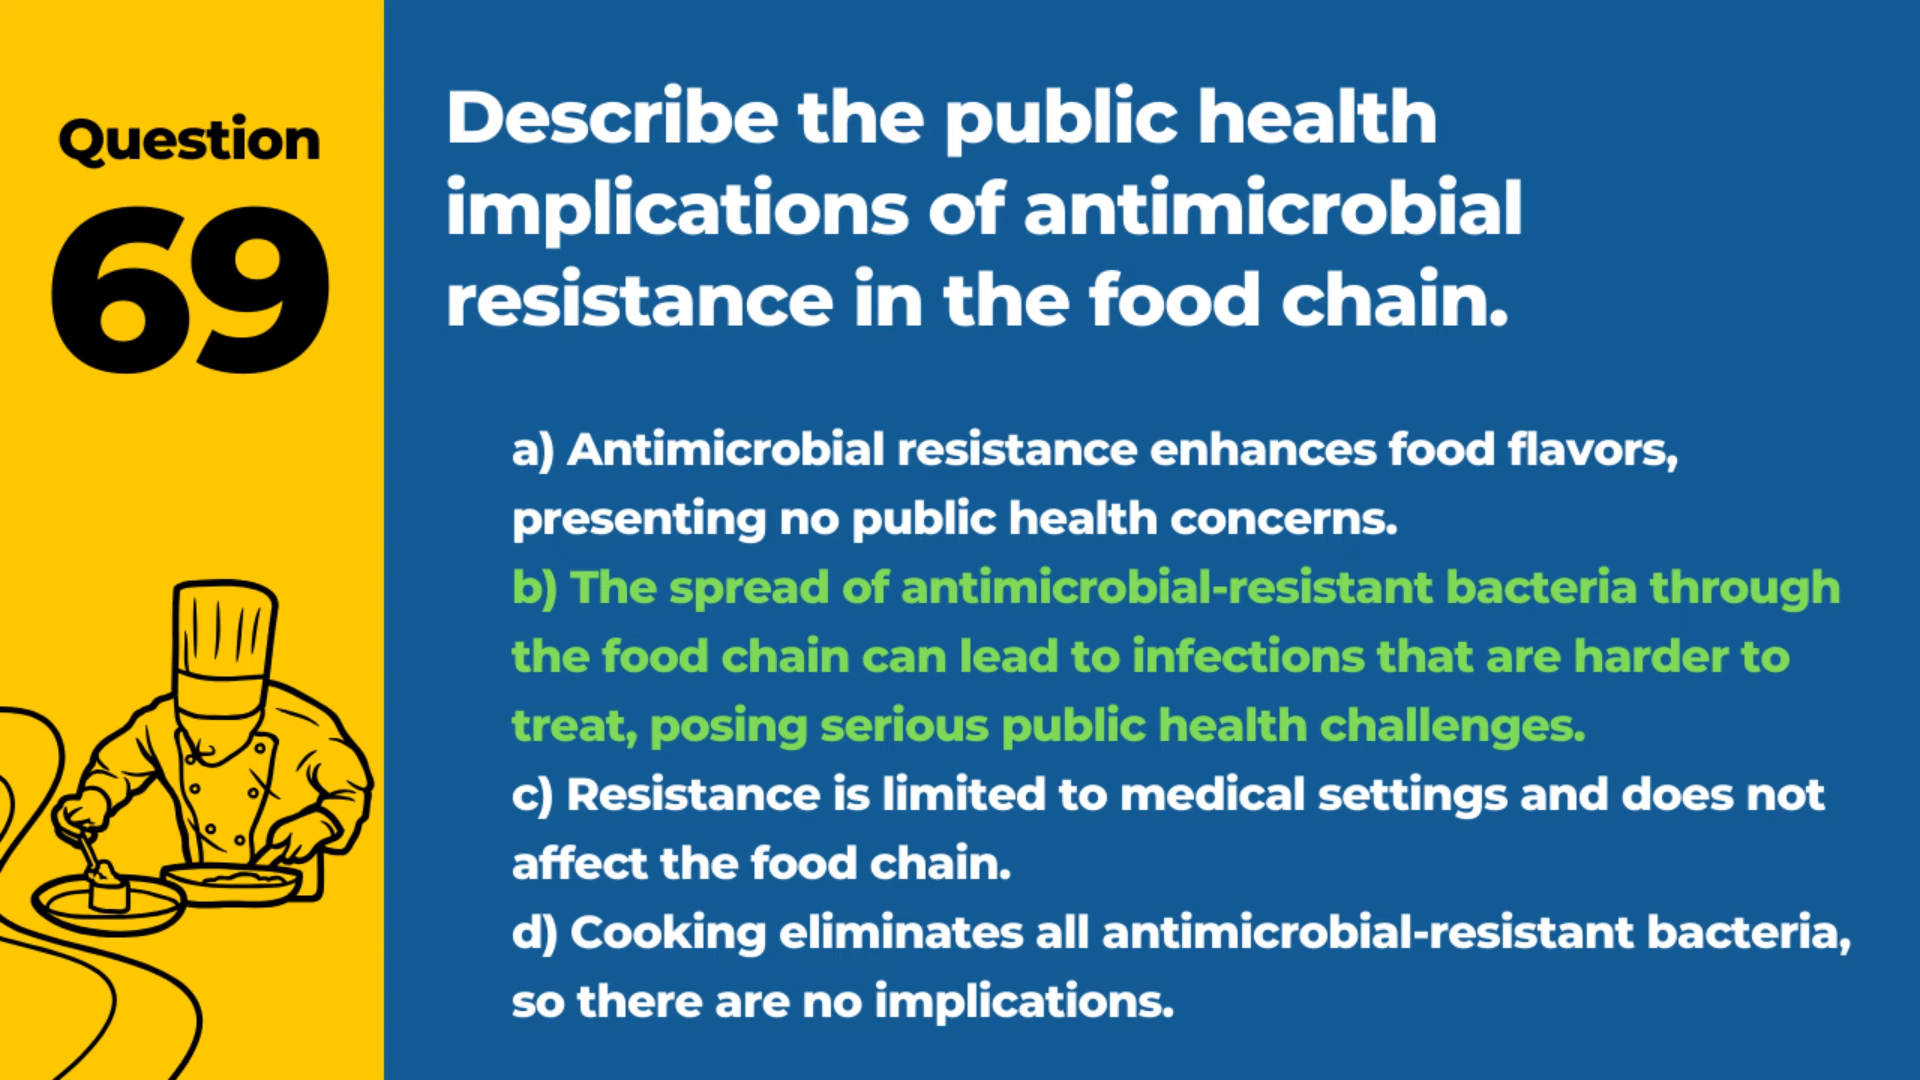 Question
69
Describe the public health
implications of antimicrobial
resistance in the food chain.
a) Antimicrobial resistance enhances food flavors,
presenting no public health concerns.
b) The spread of antimicrobial-resistant bacteria through
the food chain can lead to infections that are harder to
treat, posing serious public health challenges.
c) Resistance is limited to medical settings and does not
affect the food chain.
d) Cooking eliminates all antimicrobial-resistant bacteria,
so there are no implications.